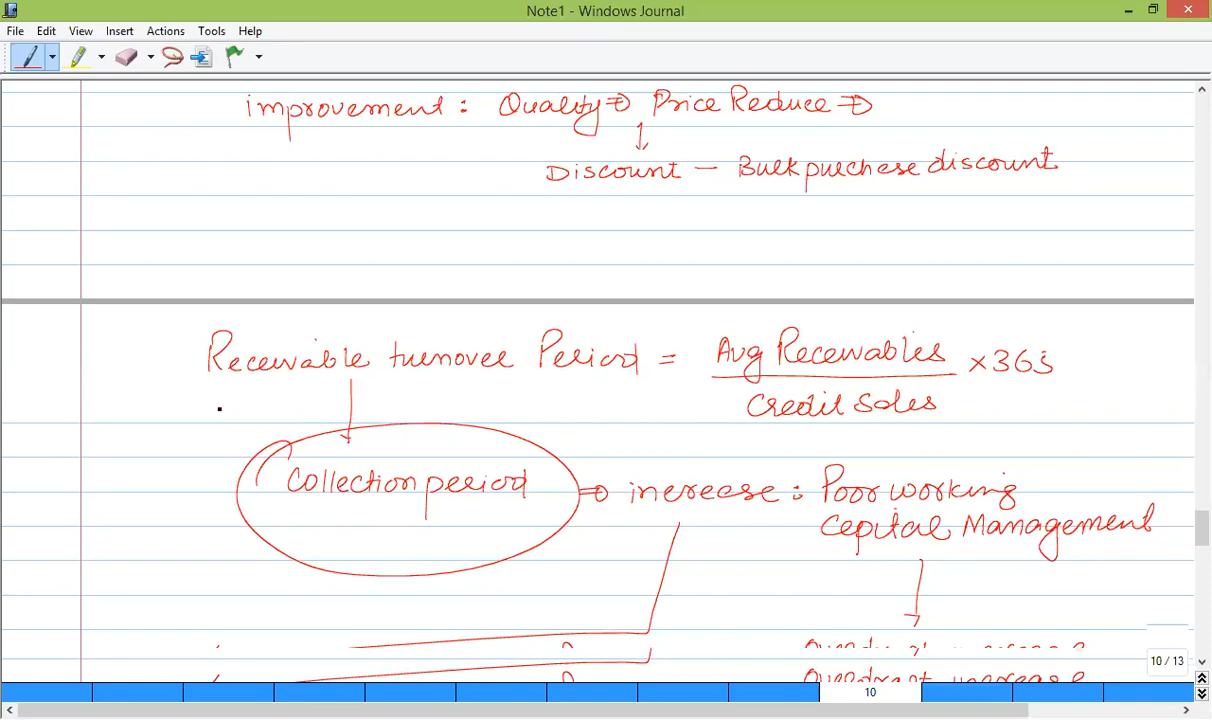 Note1 - Windows Journal
File Edit View Insert Actions Tools Help
improvement : Quality ⇒ Price Reduce ⇒
Discount — Bulk purchase discount
Receivable turnover Period = Avg Receivables × 365
Credit Sales
Collection period ⇒ increase : Poor working
Capital Management
10 / 13
10